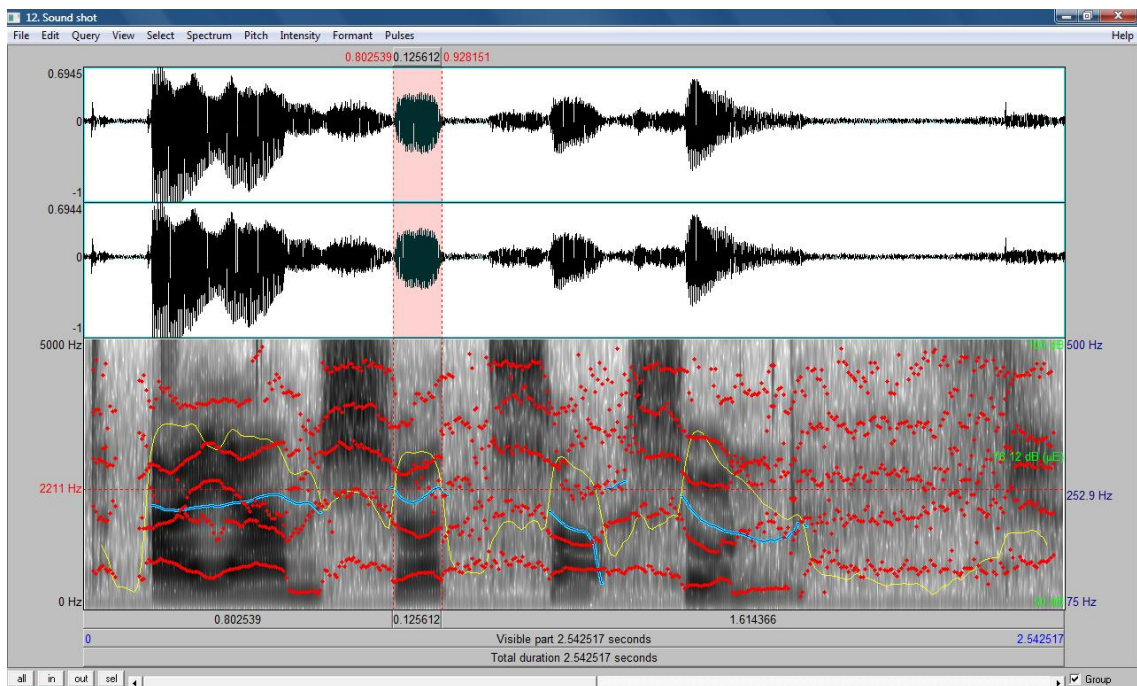 12. Sound shot
File Edit Query View Select Spectrum Pitch Intensity Formant Pulses Help
0.802539 0.125612 0.928151
0.6945
0
-1
0.6944
0
-1
5000 Hz 500 Hz
2211 Hz 252.9 Hz
0 Hz 75 Hz
0.802539 0.125612 1.614366
0 Visible part 2.542517 seconds 2.542517
Total duration 2.542517 seconds
all in out sel Group